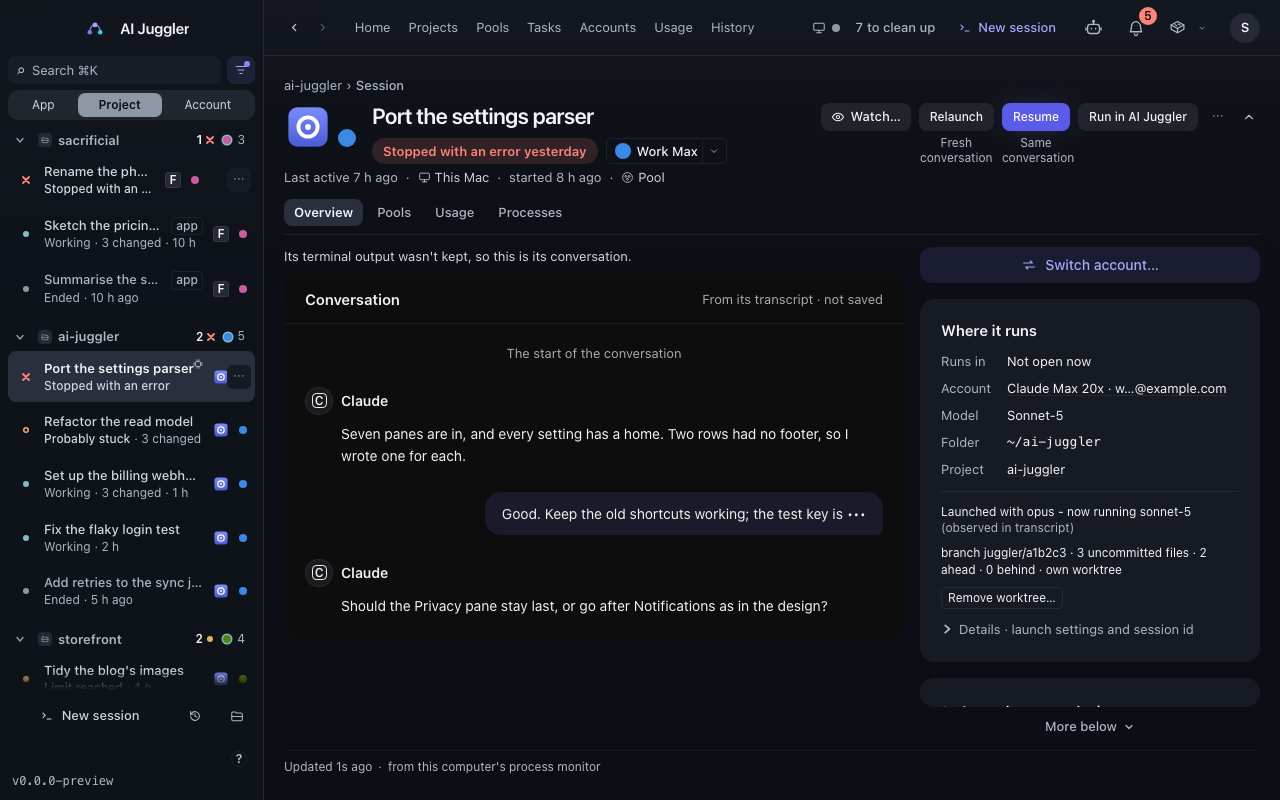 AI Juggler
Search ⌘K
App Project Account
sacrificial 1 3
Rename the ph... F
Stopped with an ...
Sketch the pricin... app F
Working · 3 changed · 10 h
Summarise the s... app F
Ended · 10 h ago
ai-juggler 2 5
Port the settings parser
Stopped with an error
Refactor the read model
Probably stuck · 3 changed
Set up the billing webh...
Working · 3 changed · 1 h
Fix the flaky login test
Working · 2 h
Add retries to the sync j...
Ended · 5 h ago
storefront 2 4
Tidy the blog's images
Limit reached · 4 h
New session
?
v0.0.0-preview
Home Projects Pools Tasks Accounts Usage History
7 to clean up
New session
5
S
ai-juggler › Session
Port the settings parser
Stopped with an error yesterday
Work Max
Last active 7 h ago · This Mac · started 8 h ago · Pool
Watch...
Relaunch
Fresh
conversation
Resume
Same
conversation
Run in AI Juggler
...
Overview Pools Usage Processes
Its terminal output wasn't kept, so this is its conversation.
Conversation
From its transcript · not saved
The start of the conversation
C Claude
Seven panes are in, and every setting has a home. Two rows had no footer, so I
wrote one for each.
Good. Keep the old shortcuts working; the test key is •••
C Claude
Should the Privacy pane stay last, or go after Notifications as in the design?
Switch account...
Where it runs
Runs in Not open now
Account Claude Max 20x · w...@example.com
Model Sonnet-5
Folder ~/ai-juggler
Project ai-juggler
Launched with opus - now running sonnet-5
(observed in transcript)
branch juggler/a1b2c3 · 3 uncommitted files · 2
ahead · 0 behind · own worktree
Remove worktree...
Details · launch settings and session id
More below
Updated 1s ago · from this computer's process monitor